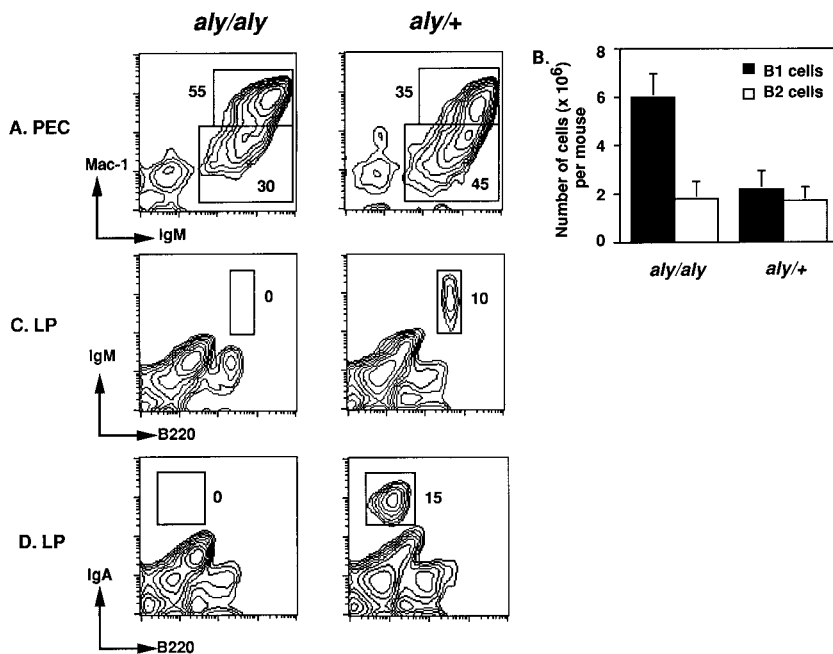 aly/aly
aly/+
A. PEC
Mac-1
IgM
55
30
35
45
B.
Number of cells (x 10⁶)
per mouse
8
6
4
2
0
B1 cells
B2 cells
aly/aly
aly/+
C. LP
IgM
B220
0
10
D. LP
IgA
B220
0
15